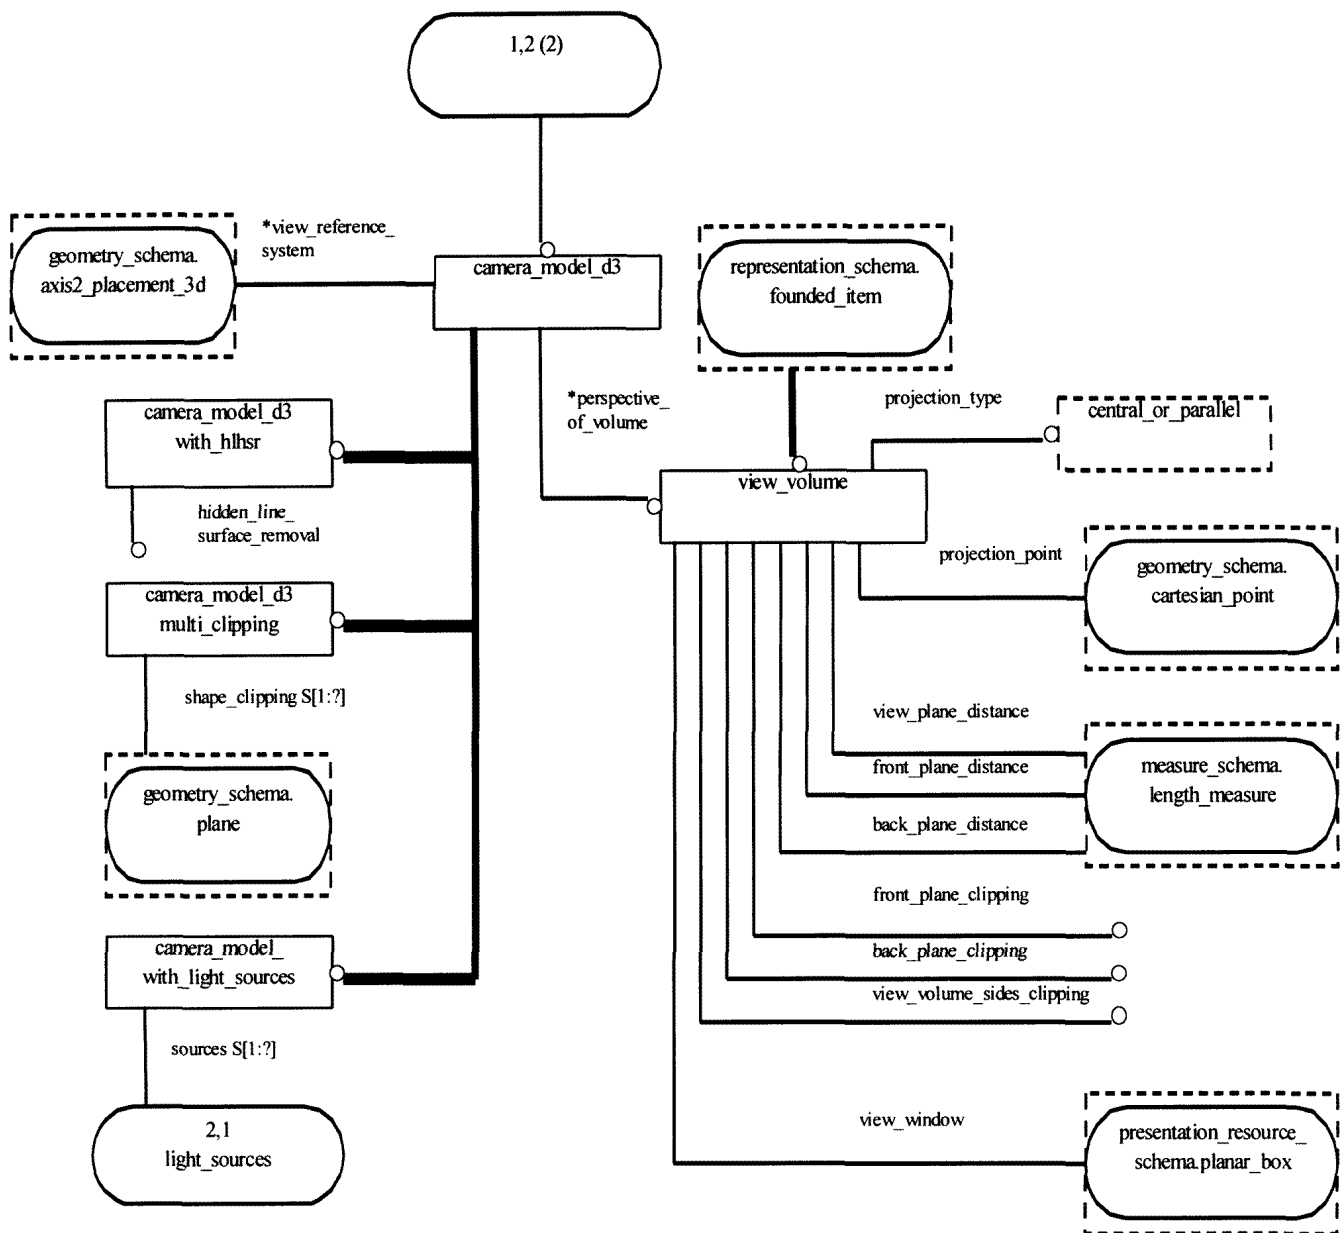 1,2 (2)
*view_reference_
system
geometry_schema.
axis2_placement_3d
camera_model_d3
representation_schema.
founded_item
*perspective_
of_volume
projection_type
central_or_parallel
camera_model_d3
with_hlhsr
view_volume
hidden_line_
surface_removal
projection_point
geometry_schema.
cartesian_point
camera_model_d3
multi_clipping
shape_clipping S[1:?]
view_plane_distance
front_plane_distance
measure_schema.
length_measure
geometry_schema.
plane
back_plane_distance
front_plane_clipping
back_plane_clipping
camera_model_
with_light_sources
view_volume_sides_clipping
sources S[1:?]
view_window
2,1
light_sources
presentation_resource_
schema.planar_box